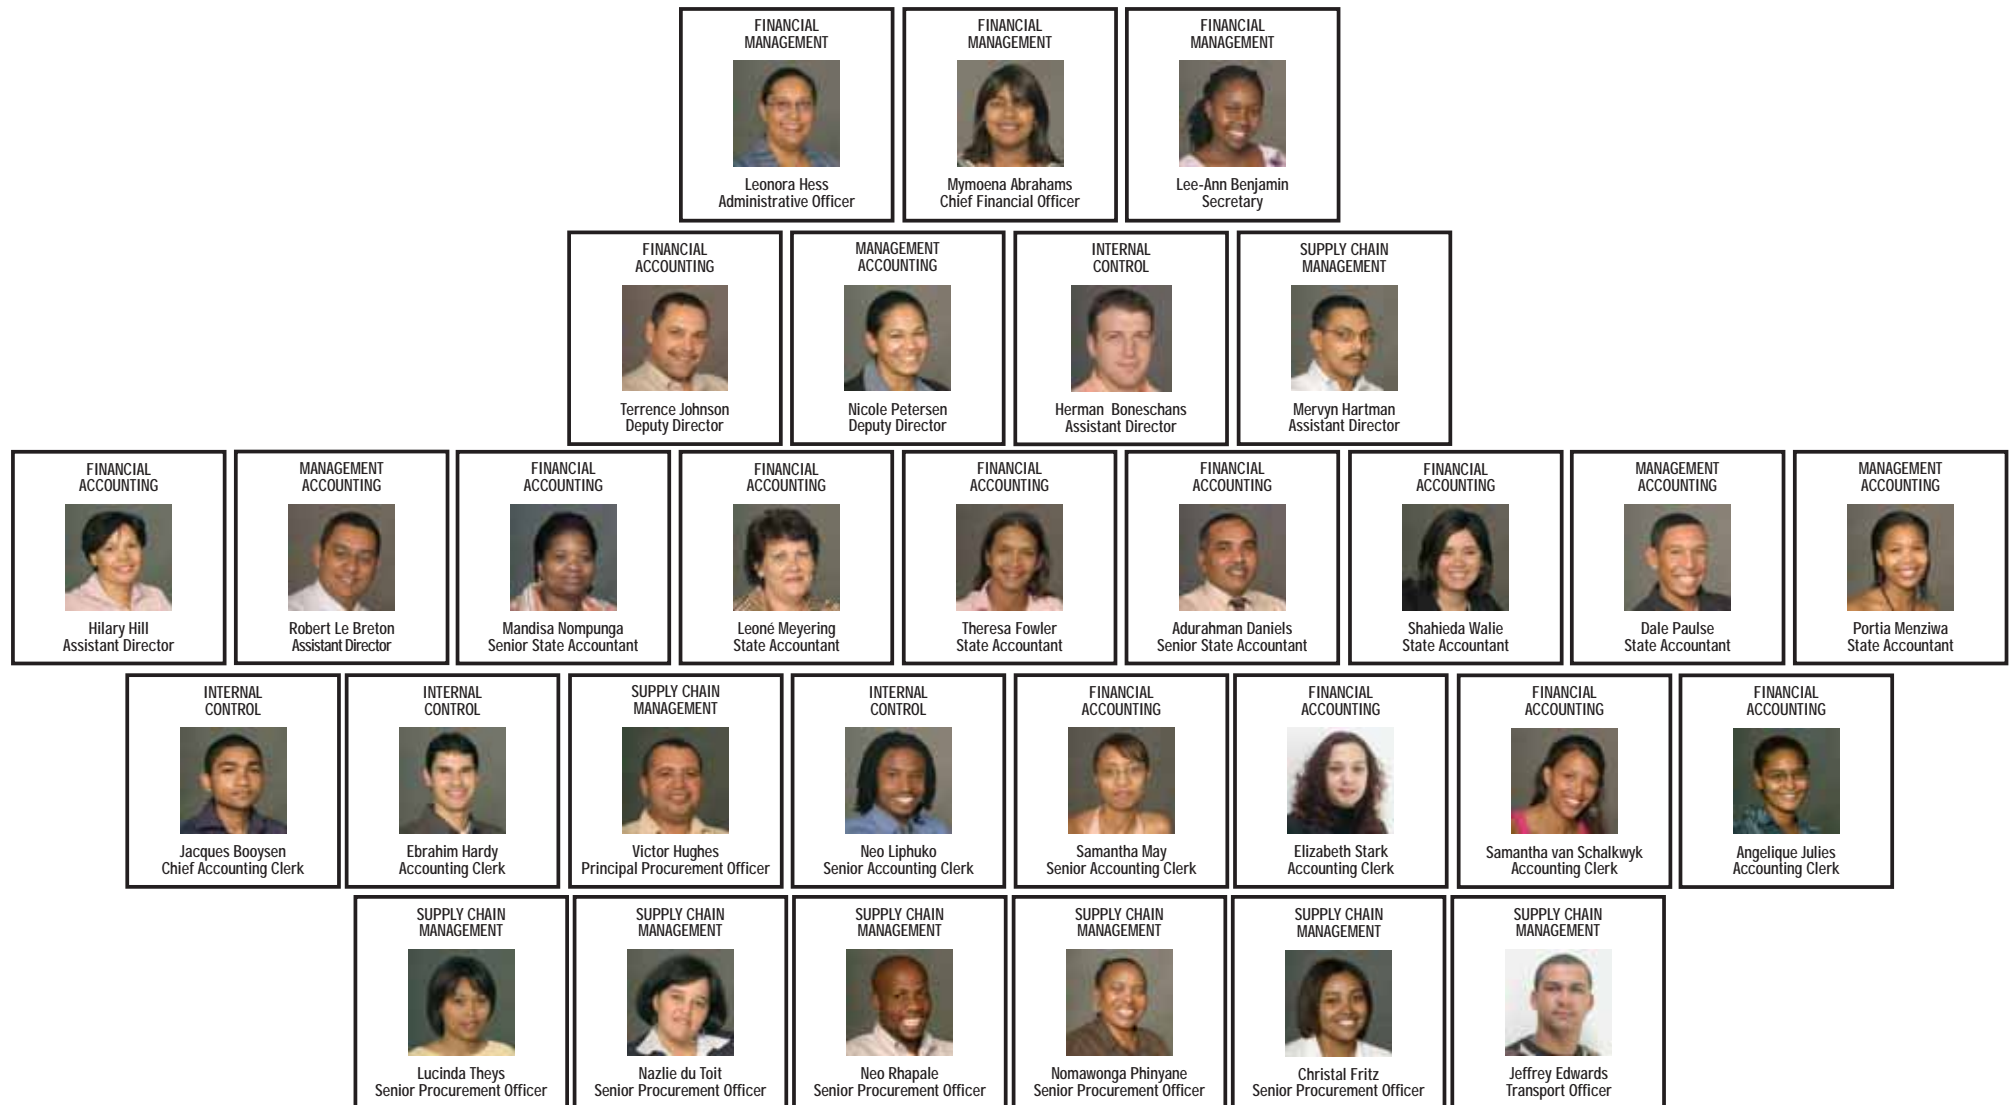 FINANCIAL
MANAGEMENT
Leonora Hess
Administrative Officer
FINANCIAL
MANAGEMENT
Mymoena Abrahams
Chief Financial Officer
FINANCIAL
MANAGEMENT
Lee-Ann Benjamin
Secretary
FINANCIAL
ACCOUNTING
Terrence Johnson
Deputy Director
MANAGEMENT
ACCOUNTING
Nicole Petersen
Deputy Director
INTERNAL
CONTROL
Herman Boneschans
Assistant Director
SUPPLY CHAIN
MANAGEMENT
Mervyn Hartman
Assistant Director
FINANCIAL
ACCOUNTING
Hilary Hill
Assistant Director
MANAGEMENT
ACCOUNTING
Robert Le Breton
Assistant Director
FINANCIAL
ACCOUNTING
Mandisa Nompunga
Senior State Accountant
FINANCIAL
ACCOUNTING
Leoné Meyering
State Accountant
FINANCIAL
ACCOUNTING
Theresa Fowler
State Accountant
FINANCIAL
ACCOUNTING
Adurahman Daniels
Senior State Accountant
FINANCIAL
ACCOUNTING
Shahieda Walie
State Accountant
MANAGEMENT
ACCOUNTING
Dale Paulse
State Accountant
MANAGEMENT
ACCOUNTING
Portia Menziwa
State Accountant
INTERNAL
CONTROL
Jacques Booysen
Chief Accounting Clerk
INTERNAL
CONTROL
Ebrahim Hardy
Accounting Clerk
SUPPLY CHAIN
MANAGEMENT
Victor Hughes
Principal Procurement Officer
INTERNAL
CONTROL
Neo Liphuko
Senior Accounting Clerk
FINANCIAL
ACCOUNTING
Samantha May
Senior Accounting Clerk
FINANCIAL
ACCOUNTING
Elizabeth Stark
Accounting Clerk
FINANCIAL
ACCOUNTING
Samantha van Schalkwyk
Accounting Clerk
FINANCIAL
ACCOUNTING
Angelique Julies
Accounting Clerk
SUPPLY CHAIN
MANAGEMENT
Lucinda Theys
Senior Procurement Officer
SUPPLY CHAIN
MANAGEMENT
Nazlie du Toit
Senior Procurement Officer
SUPPLY CHAIN
MANAGEMENT
Neo Rhapale
Senior Procurement Officer
SUPPLY CHAIN
MANAGEMENT
Nomawonga Phinyane
Senior Procurement Officer
SUPPLY CHAIN
MANAGEMENT
Christal Fritz
Senior Procurement Officer
SUPPLY CHAIN
MANAGEMENT
Jeffrey Edwards
Transport Officer